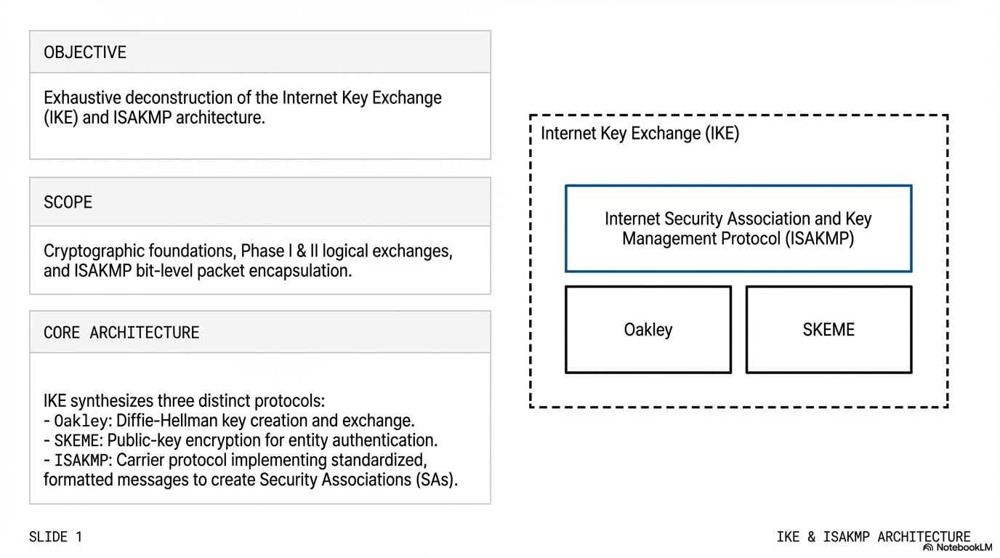 OBJECTIVE
Exhaustive deconstruction of the Internet Key Exchange
(IKE) and ISAKMP architecture.
SCOPE
Cryptographic foundations, Phase I & II logical exchanges,
and ISAKMP bit-level packet encapsulation.
CORE ARCHITECTURE
IKE synthesizes three distinct protocols:
- Oakley: Diffie-Hellman key creation and exchange.
- SKEME: Public-key encryption for entity authentication.
- ISAKMP: Carrier protocol implementing standardized,
formatted messages to create Security Associations (SAs).
Internet Key Exchange (IKE)
Internet Security Association and Key
Management Protocol (ISAKMP)
Oakley
SKEME
SLIDE 1
IKE & ISAKMP ARCHITECTURE
NotebookLM